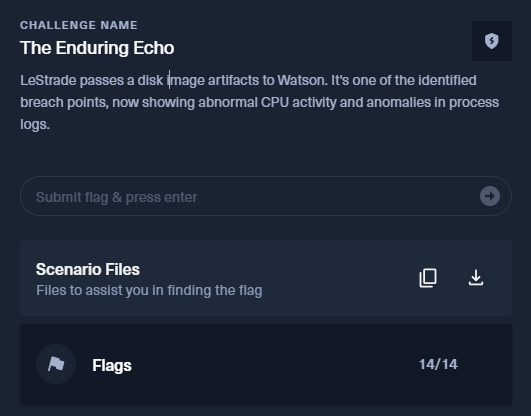 CHALLENGE NAME
The Enduring Echo
LeStrade passes a disk image artifacts to Watson. It's one of the identified
breach points, now showing abnormal CPU activity and anomalies in process
logs.
Submit flag & press enter
Scenario Files
Files to assist you in finding the flag
Flags
14/14